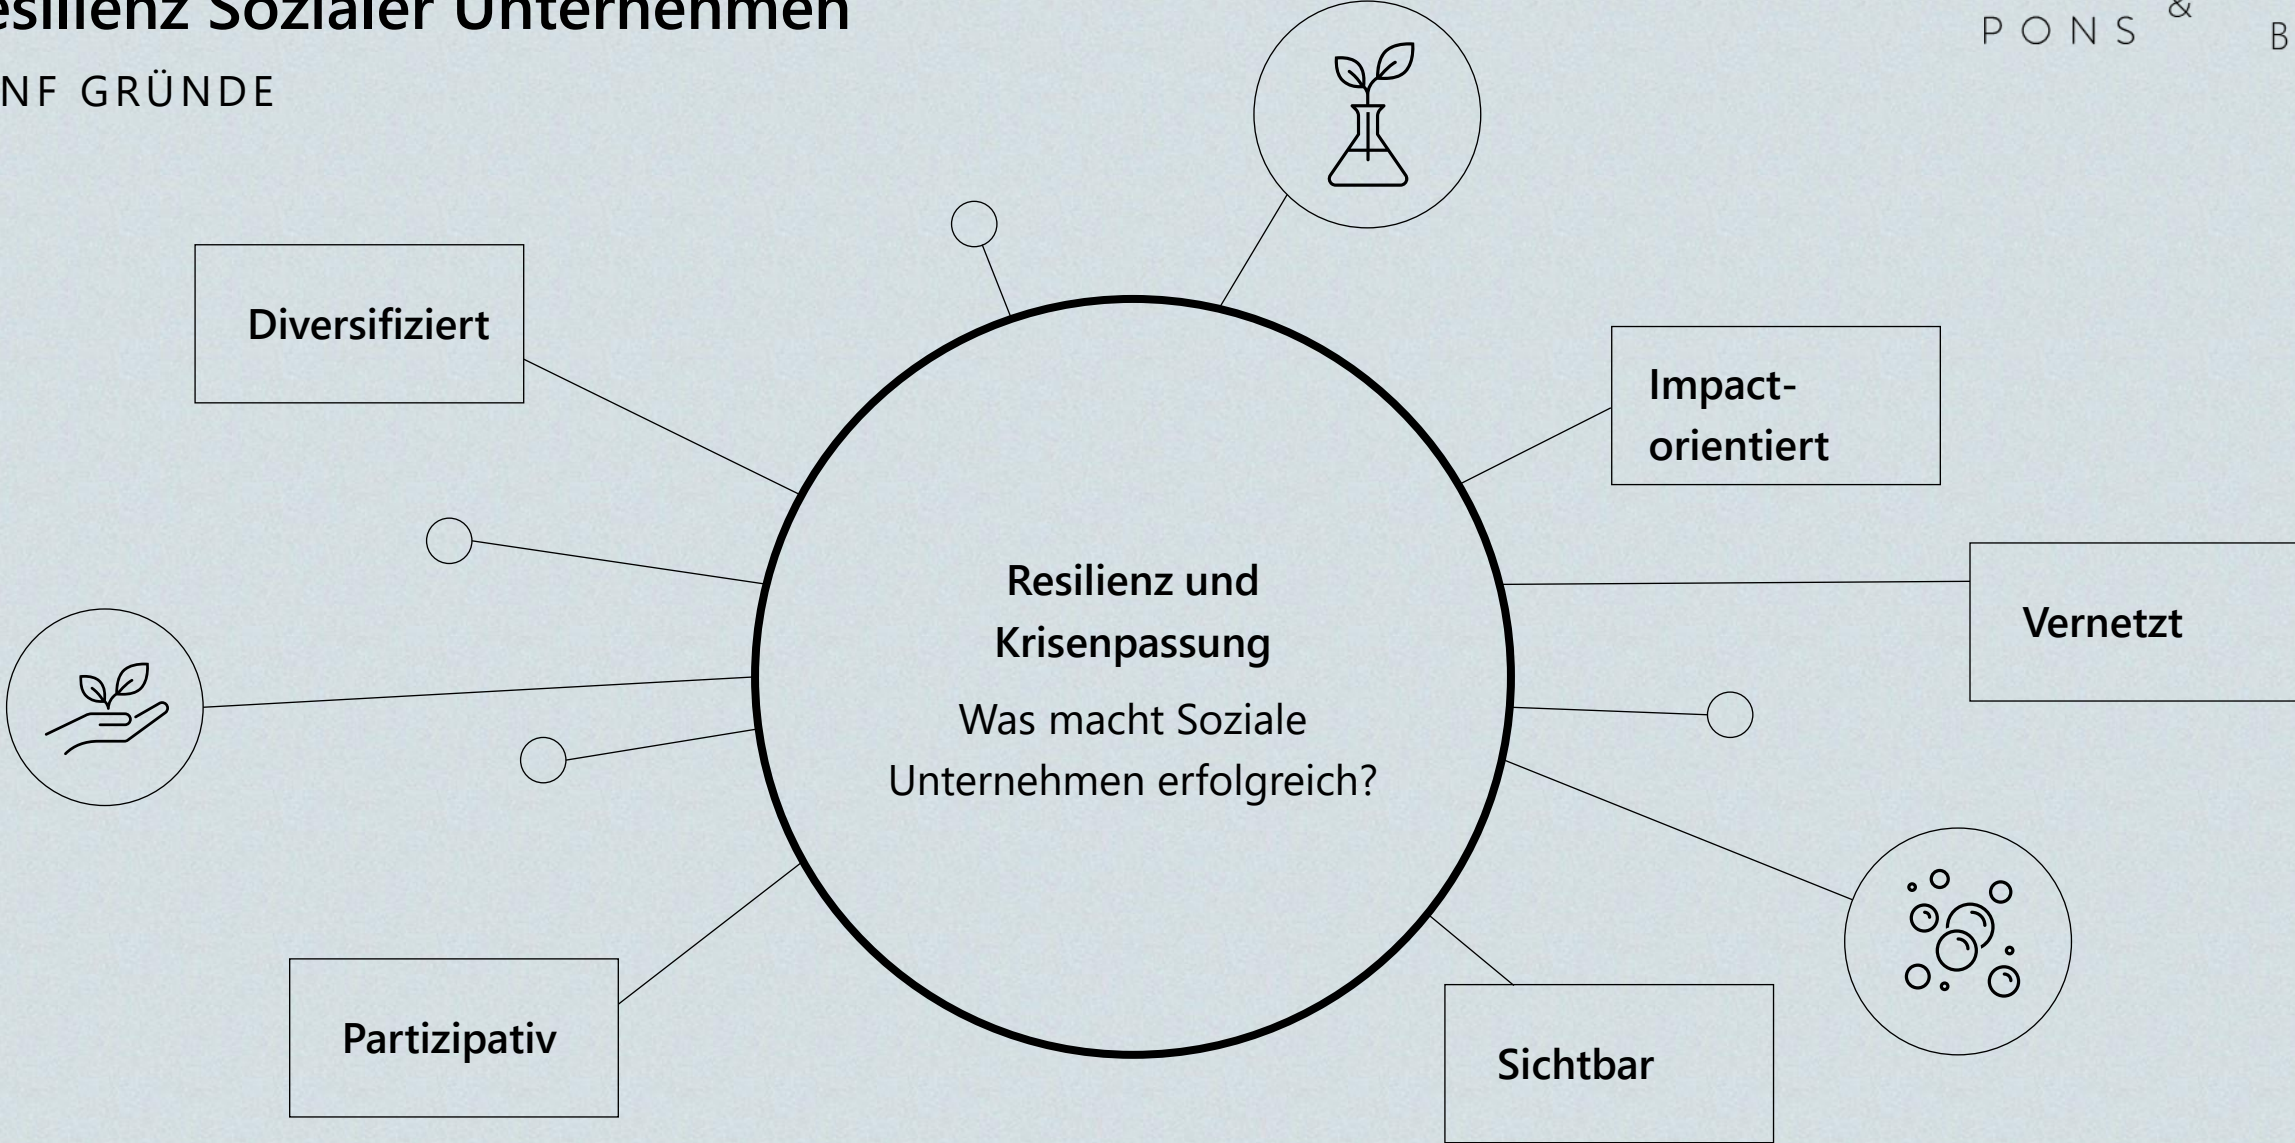 esilienz Sozialer Unternehmen
NF GRÜNDE
PONS & B
Diversifiziert
Impact-
orientiert
Resilienz und
Krisenpassung
Was macht Soziale
Unternehmen erfolgreich?
Vernetzt
Partizipativ
Sichtbar